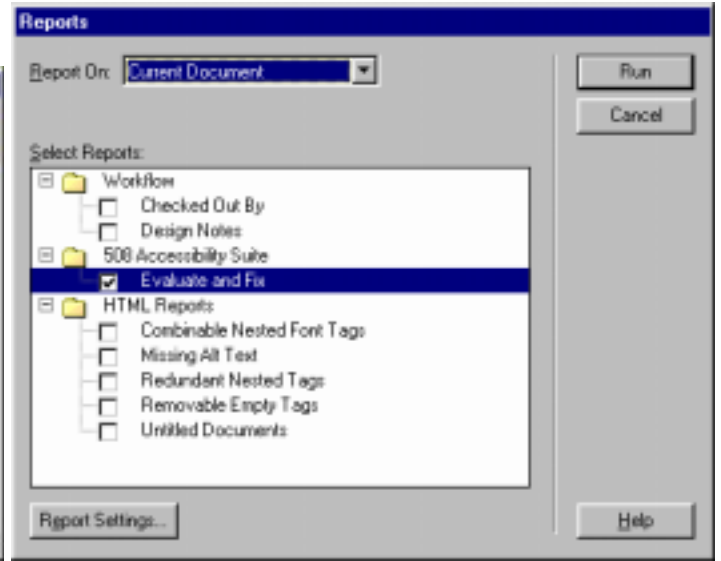 Reports
Report On: Current Document
Run
Cancel
Select Reports:
Workflow
Checked Out By
Design Notes
508 Accessibility Suite
Evaluate and Fix
HTML Reports
Combinable Nested Font Tags
Missing Alt Text
Redundant Nested Tags
Removable Empty Tags
Untitled Documents
Report Settings...
Help